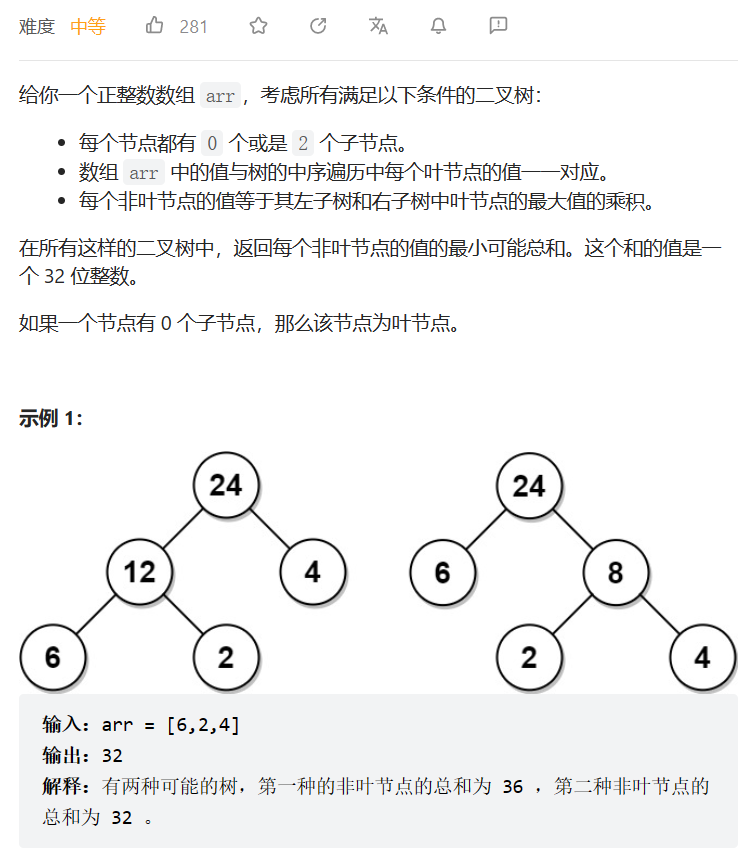 难度 中等 281
给你一个正整数数组 arr，考虑所有满足以下条件的二叉树：
每个节点都有 0 个或是 2 个子节点。
数组 arr 中的值与树的中序遍历中每个叶节点的值一一对应。
每个非叶节点的值等于其左子树和右子树中叶节点的最大值的乘积。
在所有这样的二叉树中，返回每个非叶节点的值的最小可能总和。这个和的值是一
个 32 位整数。
如果一个节点有 0 个子节点，那么该节点为叶节点。
示例 1：
24 24
12 4 6 8
6 2 2 4
输入：arr = [6,2,4]
输出：32
解释：有两种可能的树，第一种的非叶节点的总和为 36 ，第二种非叶节点的
总和为 32 。